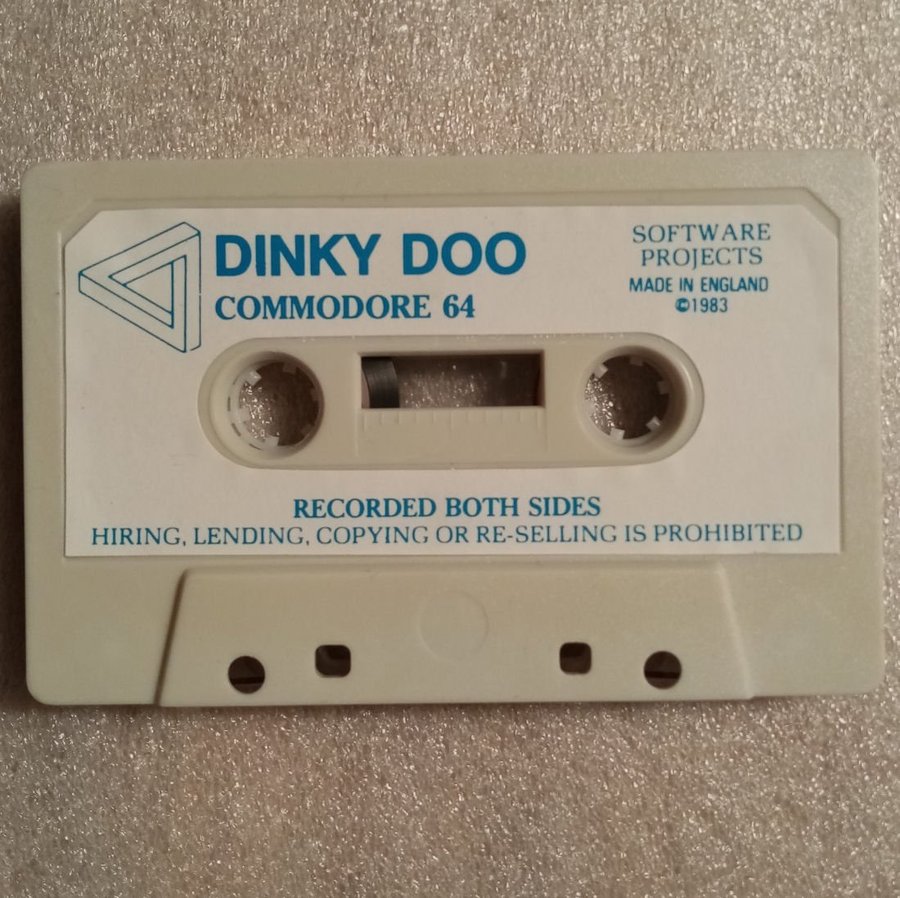 DINKY DOO
COMMODORE 64
SOFTWARE
PROJECTS
MADE IN ENGLAND
©1983
RECORDED BOTH SIDES
HIRING, LENDING, COPYING OR RE-SELLING IS PROHIBITED